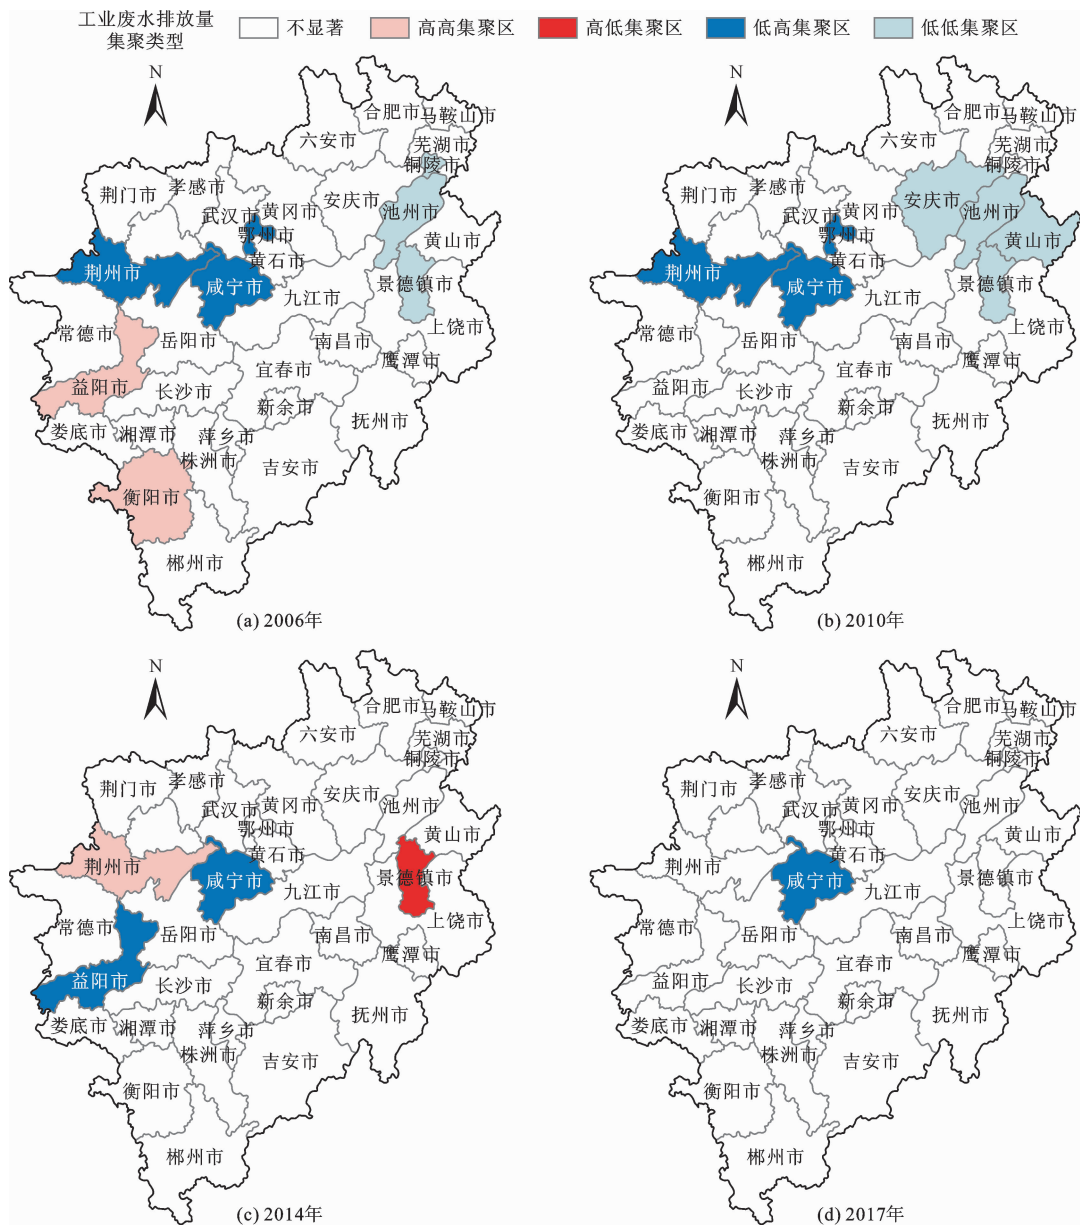 工业废水排放量
集聚类型
不显著
高高集聚区
高低集聚区
低高集聚区
低低集聚区
N
合肥市
马鞍山市
六安市
芜湖市
铜陵市
荆门市
孝感市
安庆市
池州市
武汉市
黄冈市
鄂州市
黄山市
黄石市
荆州市
咸宁市
景德镇市
九江市
常德市
岳阳市
南昌市
上饶市
鹰潭市
益阳市
长沙市
宜春市
新余市
抚州市
娄底市
湘潭市
萍乡市
株洲市
吉安市
衡阳市
郴州市
(a) 2006年
N
合肥市
马鞍山市
六安市
芜湖市
铜陵市
荆门市
孝感市
安庆市
池州市
武汉市
黄冈市
鄂州市
黄山市
黄石市
荆州市
咸宁市
景德镇市
九江市
常德市
岳阳市
南昌市
上饶市
鹰潭市
益阳市
长沙市
宜春市
新余市
抚州市
娄底市
湘潭市
萍乡市
株洲市
吉安市
衡阳市
郴州市
(b) 2010年
N
合肥市
马鞍山市
六安市
芜湖市
铜陵市
荆门市
孝感市
安庆市
池州市
武汉市
黄冈市
鄂州市
黄山市
黄石市
荆州市
咸宁市
景德镇市
九江市
常德市
岳阳市
南昌市
上饶市
鹰潭市
益阳市
长沙市
宜春市
新余市
抚州市
娄底市
湘潭市
萍乡市
株洲市
吉安市
衡阳市
郴州市
(c) 2014年
N
合肥市
马鞍山市
六安市
芜湖市
铜陵市
荆门市
孝感市
安庆市
池州市
武汉市
黄冈市
鄂州市
黄山市
黄石市
荆州市
咸宁市
景德镇市
九江市
常德市
岳阳市
南昌市
上饶市
鹰潭市
益阳市
长沙市
宜春市
新余市
抚州市
娄底市
湘潭市
萍乡市
株洲市
吉安市
衡阳市
郴州市
(d) 2017年